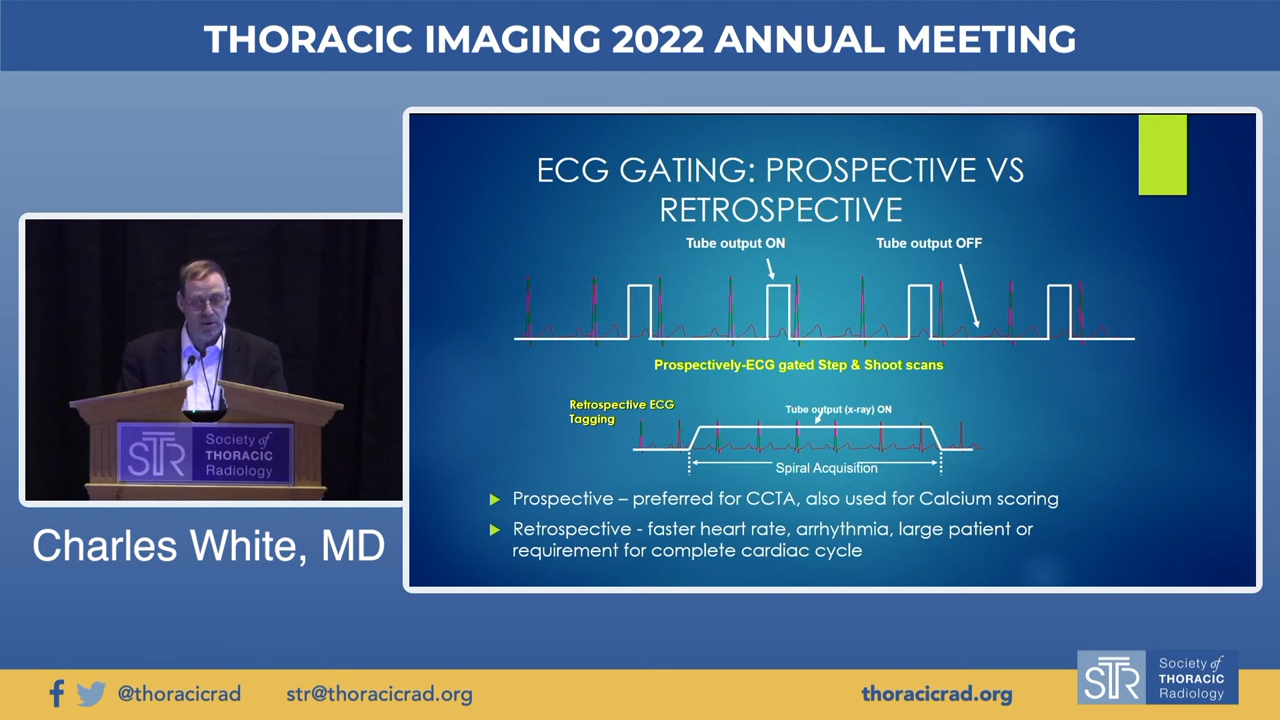 THORACIC IMAGING 2022 ANNUAL MEETING
ECG GATING: PROSPECTIVE VS
RETROSPECTIVE
Tube output ON
Tube output OFF
Prospectively-ECG gated Step & Shoot scans
Retrospective ECG
Tagging
Tube output (x-ray) ON
Spiral Acquisition
Prospective – preferred for CCTA, also used for Calcium scoring
Retrospective - faster heart rate, arrhythmia, large patient or
requirement for complete cardiac cycle
STR
Society of
THORACIC
Radiology
Charles White, MD
@thoracicrad
str@thoracicrad.org
thoracicrad.org
STR
Society of
THORACIC
Radiology